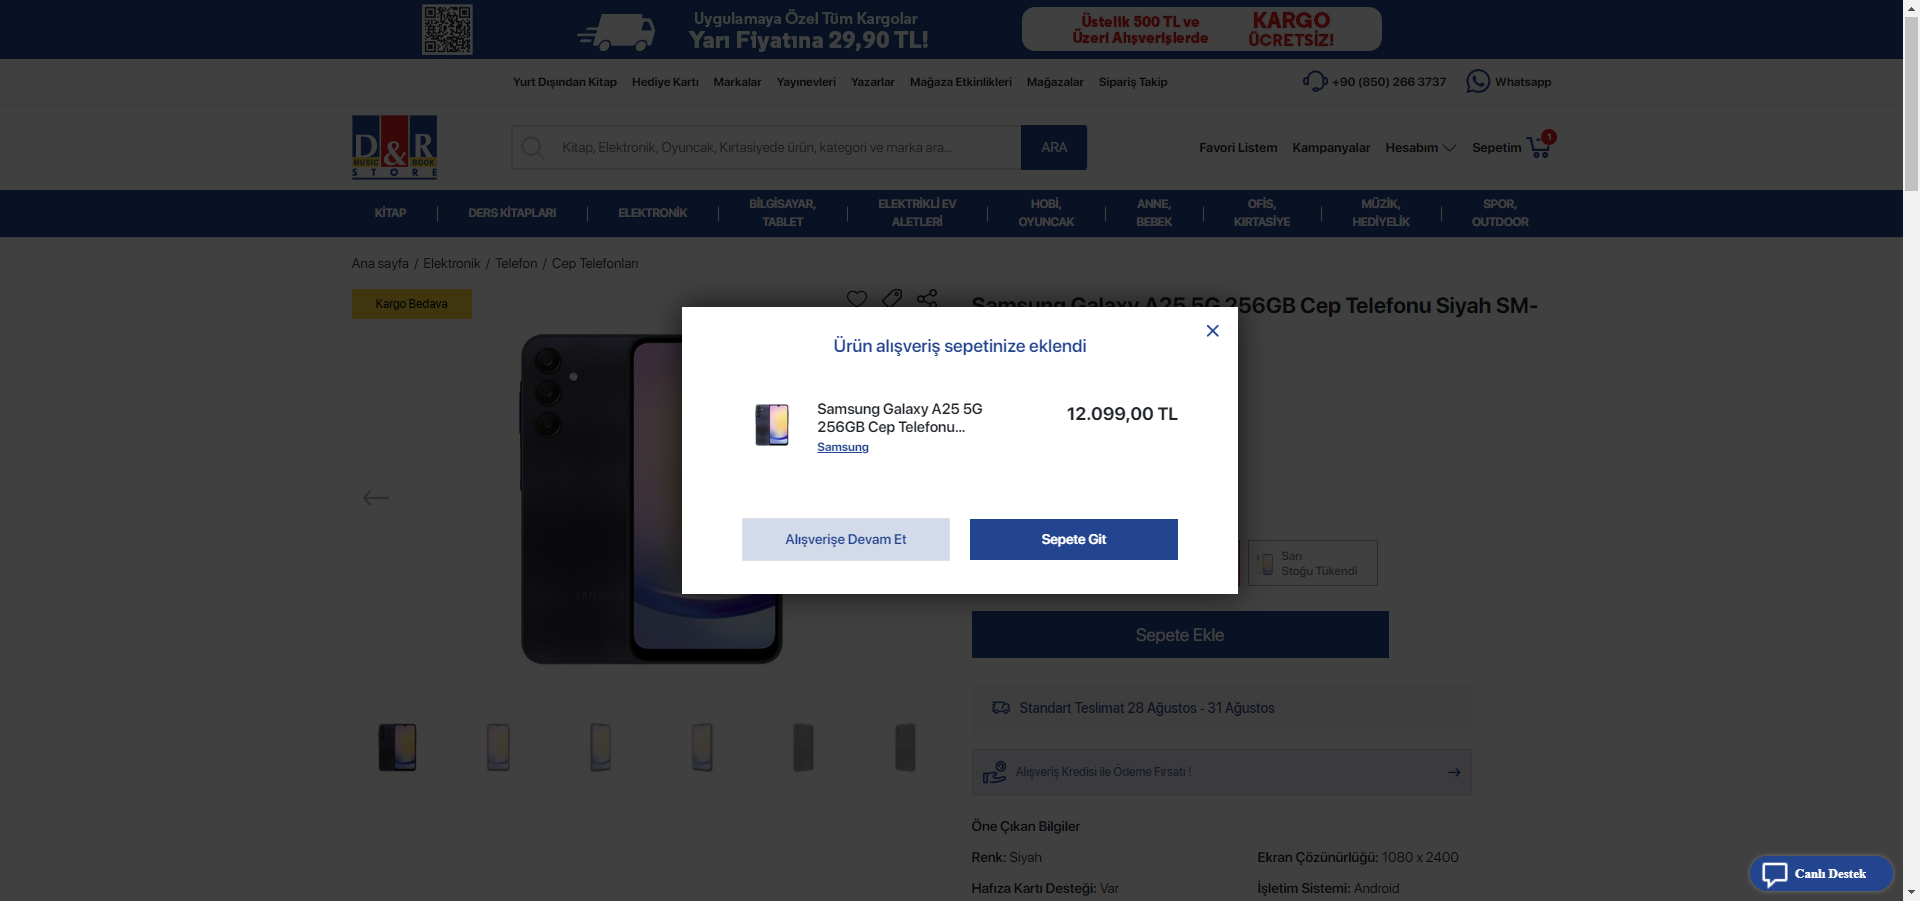 Uygulamaya Özel Tüm Kargolar
Yarı Fiyatına 29,90 TL!
Üstelik 500 TL ve
Üzeri Alışverişlerde
KARGO
ÜCRETSİZ!
Yurt Dışından Kitap Hediye Kartı Markalar Yayınevleri Yazarlar Mağaza Etkinlikleri Mağazalar Sipariş Takip
+90 (850) 266 3737 Whatsapp
D&R
MUSIC BOOK
STORE
Kitap, Elektronik, Oyuncak, Kırtasiyede ürün, kategori ve marka ara...
ARA
Favori Listem Kampanyalar Hesabım Sepetim 1
KİTAP
DERS KİTAPLARI
ELEKTRONİK
BİLGİSAYAR,
TABLET
ELEKTRİKLİ EV
ALETLERİ
HOBİ,
OYUNCAK
ANNE,
BEBEK
OFİS,
KIRTASİYE
MÜZİK,
HEDİYELİK
SPOR,
OUTDOOR
Ana sayfa / Elektronik / Telefon / Cep Telefonları
Kargo Bedava
Samsung Galaxy A25 5G 256GB Cep Telefonu Siyah SM-
Ürün alışveriş sepetinize eklendi
Samsung Galaxy A25 5G
256GB Cep Telefonu...
Samsung
12.099,00 TL
Alışverişe Devam Et
Sepete Git
SAMSUNG
Sarı
Stoğu Tükendi
Sepete Ekle
Standart Teslimat 28 Ağustos - 31 Ağustos
Alışveriş Kredisi ile Ödeme Fırsatı !
Öne Çıkan Bilgiler
Renk: Siyah
Ekran Çözünürlüğü: 1080 x 2400
Hafıza Kartı Desteği: Var
İşletim Sistemi: Android
Canlı Destek